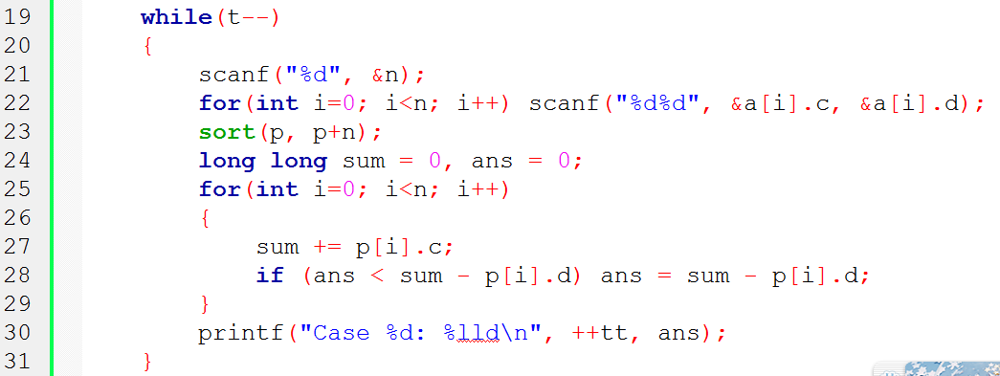 19 while(t--)
20 {
21 scanf("%d", &n);
22 for(int i=0; i<n; i++) scanf("%d%d", &a[i].c, &a[i].d);
23 sort(p, p+n);
24 long long sum = 0, ans = 0;
25 for(int i=0; i<n; i++)
26 {
27 sum += p[i].c;
28 if (ans < sum - p[i].d) ans = sum - p[i].d;
29 }
30 printf("Case %d: %lld\n", ++tt, ans);
31 }